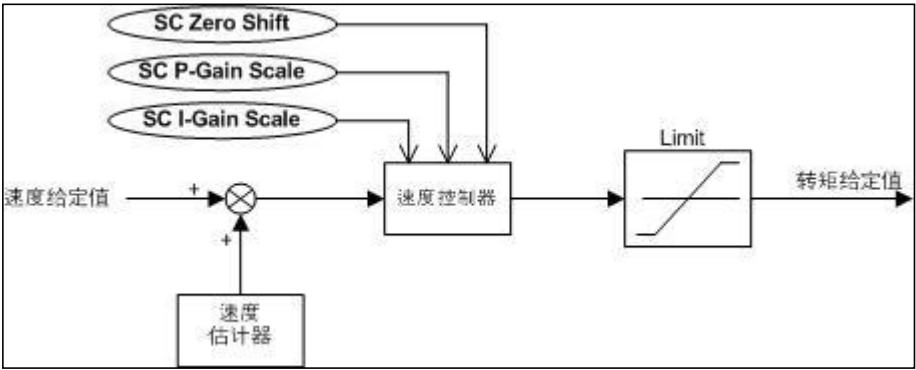 SC Zero Shift
SC P-Gain Scale
SC I-Gain Scale
Limit
速度给定值
+
速度控制器
转矩给定值
+
速度
估计器